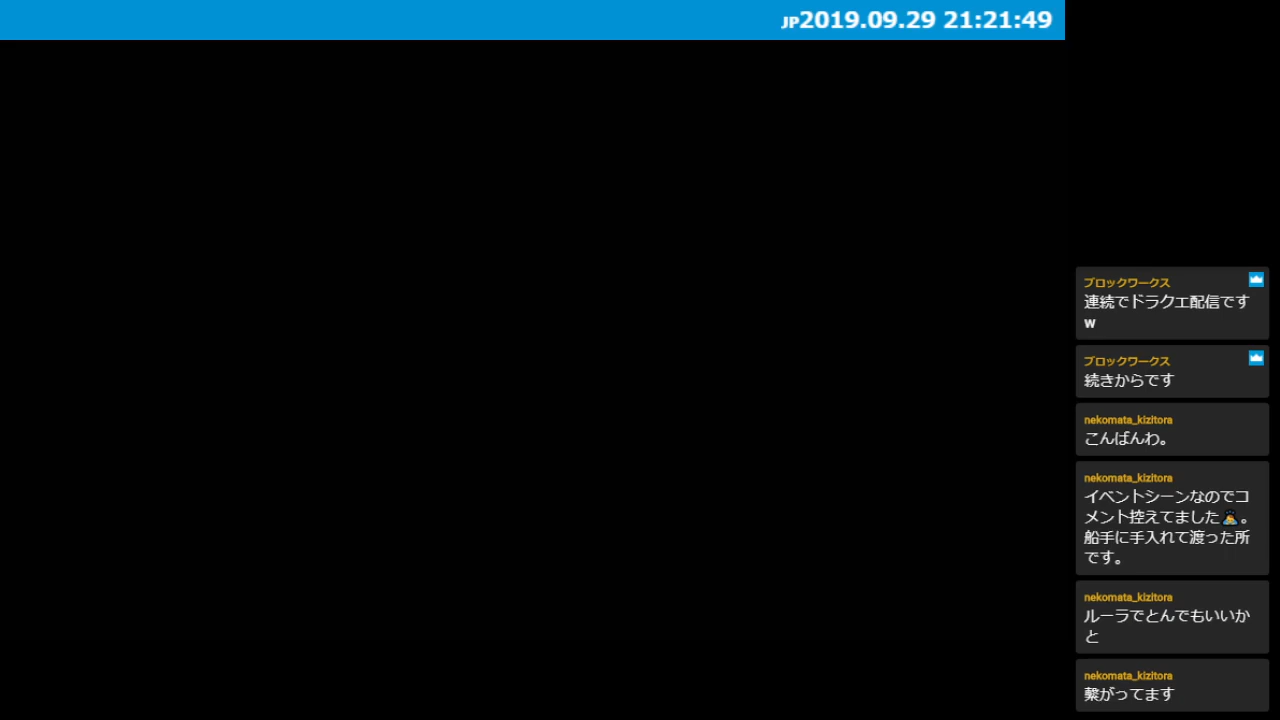 JP2019.09.29 21:21:49
ブロックワークス
連続でドラクエ配信です
w
ブロックワークス
続きからです
nekomata_kizitora
こんばんわ。
nekomata_kizitora
イベントシーンなのでコ
メント控えてました🙇。
船手に手入れて渡った所
です。
nekomata_kizitora
ルーラでとんでもいいか
と
nekomata_kizitora
繋がってます